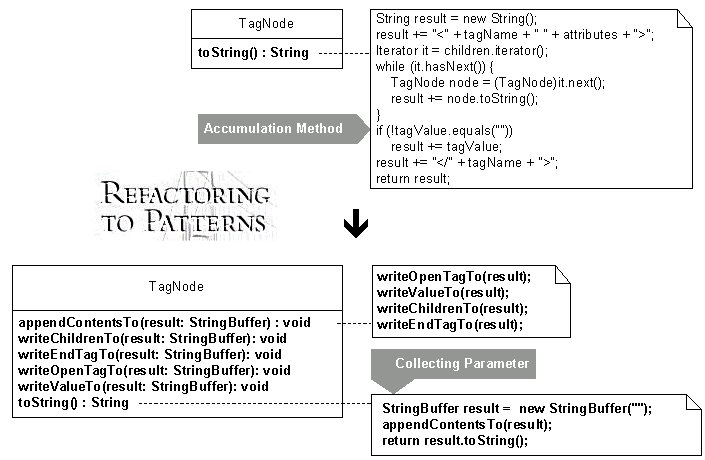 TagNode
toString() : String
String result = new String();
result += "<" + tagName + " " + attributes + ">";
Iterator it = children.iterator();
while (it.hasNext()) {
TagNode node = (TagNode)it.next();
result += node.toString();
}
if (!tagValue.equals(""))
result += tagValue;
result += "</" + tagName + ">";
return result;
Accumulation Method
REFACTORING
TO PATTERNS
TagNode
appendContentsTo(result: StringBuffer) : void
writeChildrenTo(result: StringBuffer): void
writeEndTagTo(result: StringBuffer): void
writeOpenTagTo(result: StringBuffer): void
writeValueTo(result: StringBuffer): void
toString() : String
writeOpenTagTo(result);
writeValueTo(result);
writeChildrenTo(result);
writeEndTagTo(result);
Collecting Parameter
StringBuffer result = new StringBuffer("");
appendContentsTo(result);
return result.toString();